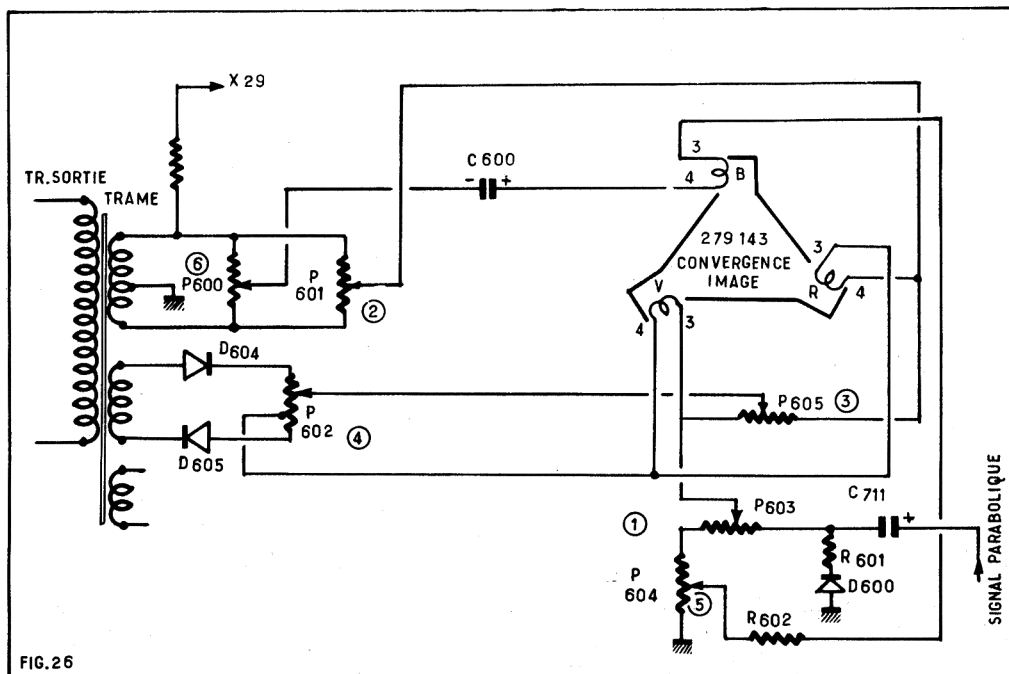 X 29
TR. SORTIE
TRAME
C 600
- +
3
4
B
279 143
CONVERGENCE
IMAGE
3
R
4
V
4
3
⑥
P600
P
601
②
D604
P
602
④
D605
P605
③
C 711
+
①
P603
R 601
D600
P
604
⑤
R602
SIGNAL PARABOLIQUE
FIG.26